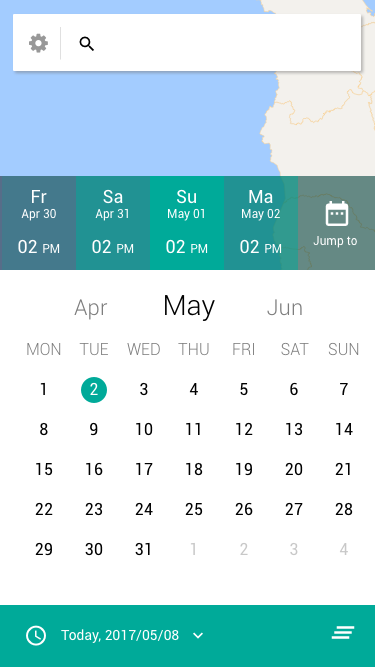 Fr Sa Su Ma
Apr 30 Apr 31 May 01 May 02
02 PM 02 PM 02 PM 02 PM Jump to
Apr May Jun
MON TUE WED THU FRI SAT SUN
1 2 3 4 5 6 7
8 9 10 11 12 13 14
15 16 17 18 19 20 21
22 23 24 25 26 27 28
29 30 31 1 2 3 4
Today, 2017/05/08